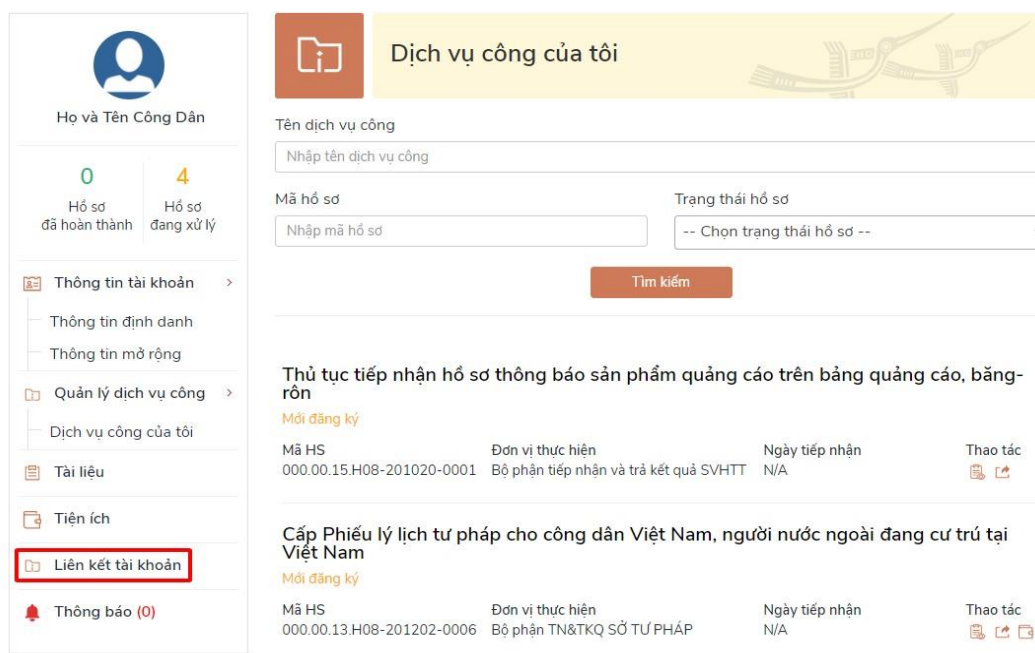 Họ và Tên Công Dân
0
Hồ sơ
đã hoàn thành
4
Hồ sơ
đang xử lý
Thông tin tài khoản
Thông tin định danh
Thông tin mở rộng
Quản lý dịch vụ công
Dịch vụ công của tôi
Tài liệu
Tiện ích
Liên kết tài khoản
Thông báo (0)
Dịch vụ công của tôi
Tên dịch vụ công
Nhập tên dịch vụ công
Mã hồ sơ
Nhập mã hồ sơ
Trạng thái hồ sơ
-- Chọn trạng thái hồ sơ --
Tìm kiếm
Thủ tục tiếp nhận hồ sơ thông báo sản phẩm quảng cáo trên bảng quảng cáo, băng-
rôn
Mới đăng ký
Mã HS Đơn vị thực hiện Ngày tiếp nhận Thao tác
000.00.15.H08-201020-0001 Bộ phận tiếp nhận và trả kết quả SVHTT N/A
Cấp Phiếu lý lịch tư pháp cho công dân Việt Nam, người nước ngoài đang cư trú tại
Việt Nam
Mới đăng ký
Mã HS Đơn vị thực hiện Ngày tiếp nhận Thao tác
000.00.13.H08-201202-0006 Bộ phận TN&TKQ SỞ TƯ PHÁP N/A